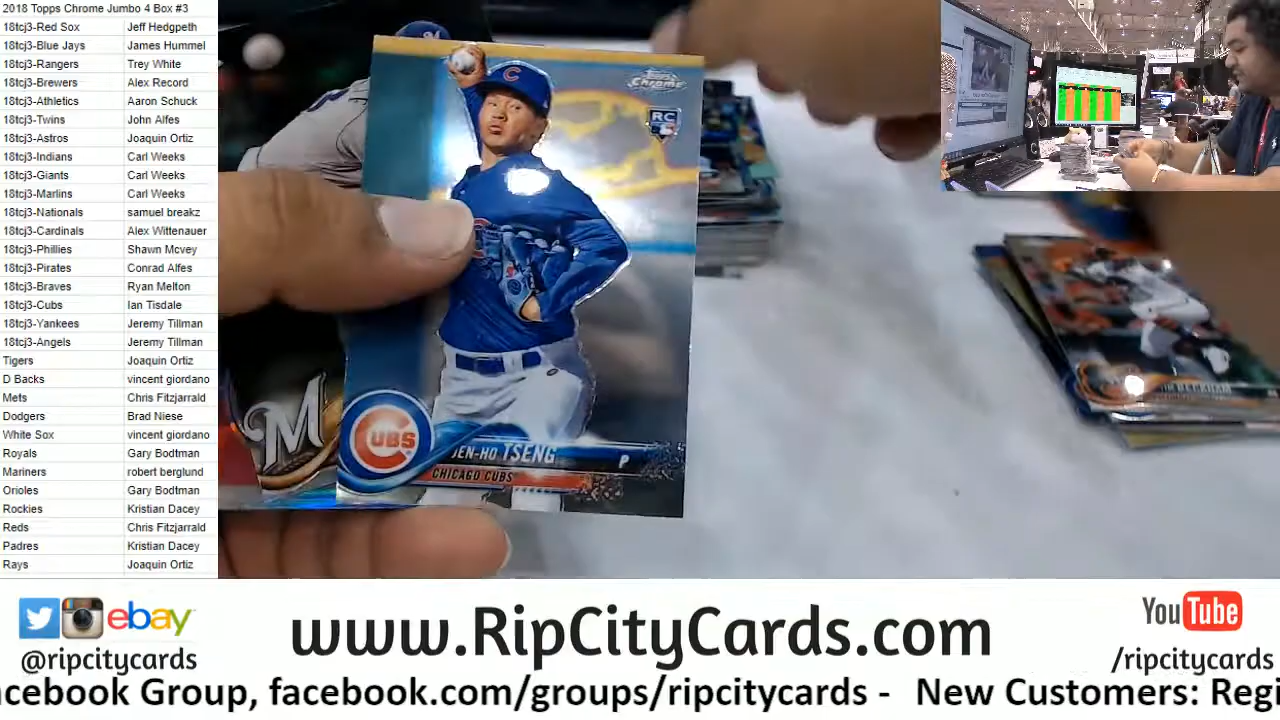 2018 Topps Chrome Jumbo 4 Box #3
18tcj3-Red Sox Jeff Hedgpeth
18tcj3-Blue Jays James Hummel
18tcj3-Rangers Trey White
18tcj3-Brewers Alex Record
18tcj3-Athletics Aaron Schuck
18tcj3-Twins John Alfes
18tcj3-Astros Joaquin Ortiz
18tcj3-Indians Carl Weeks
18tcj3-Giants Carl Weeks
18tcj3-Marlins Carl Weeks
18tcj3-Nationals samuel breakz
18tcj3-Cardinals Alex Wittenauer
18tcj3-Phillies Shawn Mcvey
18tcj3-Pirates Conrad Alfes
18tcj3-Braves Ryan Melton
18tcj3-Cubs Ian Tisdale
18tcj3-Yankees Jeremy Tillman
18tcj3-Angels Jeremy Tillman
Tigers Joaquin Ortiz
D Backs vincent giordano
Mets Chris Fitzjarrald
Dodgers Brad Niese
White Sox vincent giordano
Royals Gary Bodtman
Mariners robert berglund
Orioles Gary Bodtman
Rockies Kristian Dacey
Reds Chris Fitzjarrald
Padres Kristian Dacey
Rays Joaquin Ortiz
Topps
Chrome
RC
C
M
CUBS
JEN-HO TSENG P
CHICAGO CUBS
BECKHAM
ebay
@ripcitycards
www.RipCityCards.com
YouTube
/ripcitycards
acebook Group, facebook.com/groups/ripcitycards - New Customers: Regi